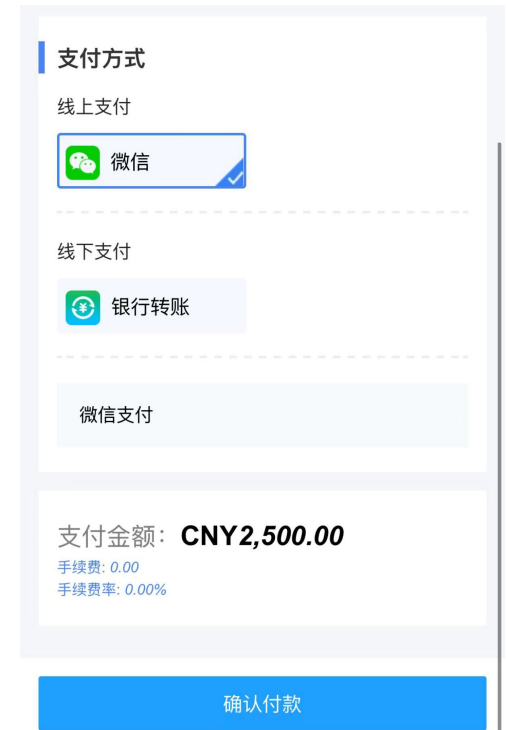 支付方式
线上支付
微信
线下支付
银行转账
微信支付
支付金额：CNY2,500.00
手续费: 0.00
手续费率: 0.00%
确认付款